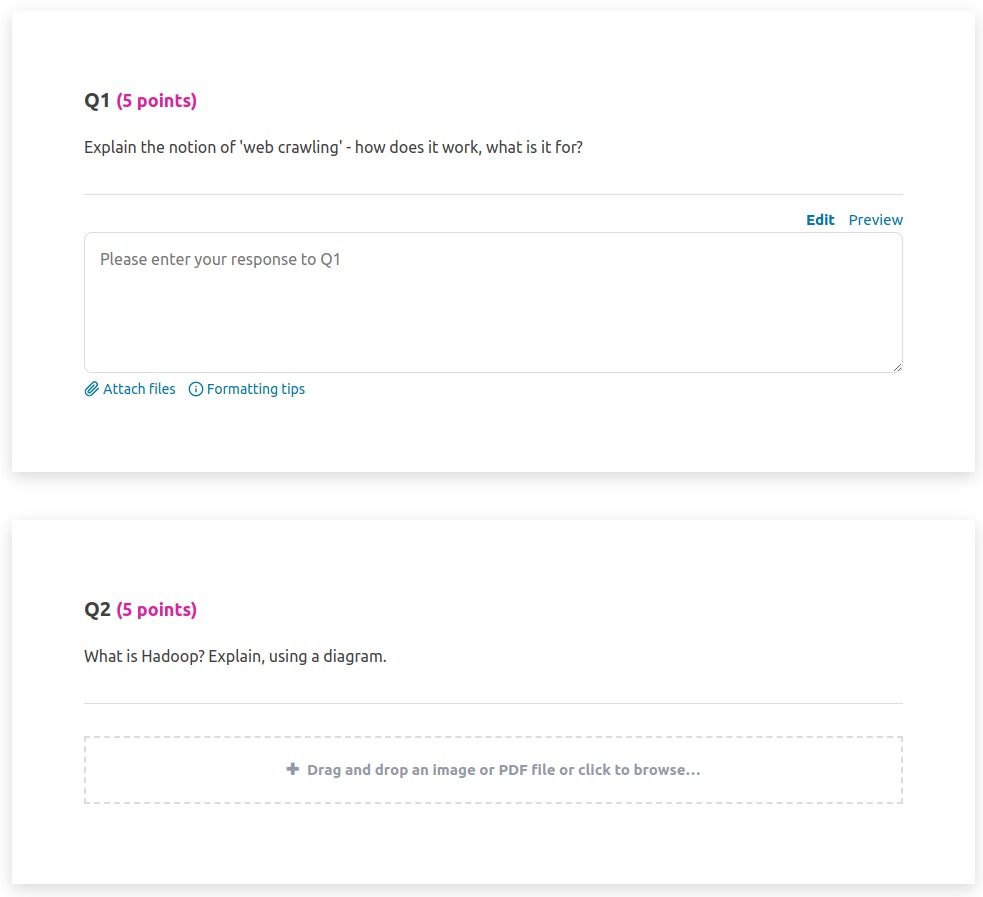 Q1 (5 points)
Explain the notion of 'web crawling' - how does it work, what is it for?
Edit Preview
Please enter your response to Q1
Attach files Formatting tips
Q2 (5 points)
What is Hadoop? Explain, using a diagram.
Drag and drop an image or PDF file or click to browse...